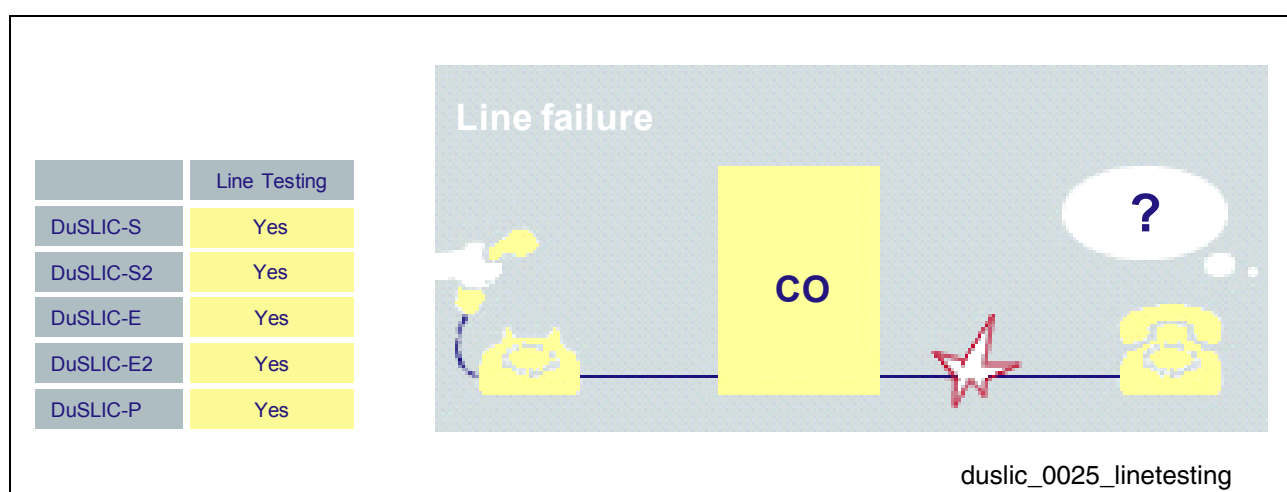 Line Testing
DuSLIC-S Yes
DuSLIC-S2 Yes
DuSLIC-E Yes
DuSLIC-E2 Yes
DuSLIC-P Yes
Line failure
CO
?
duslic_0025_linetesting